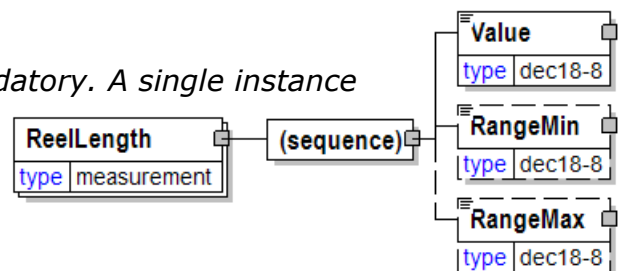 Value
type dec18-8
datory. A single instance
RangeMin
type dec18-8
ReelLength
type measurement
(sequence)
RangeMax
type dec18-8